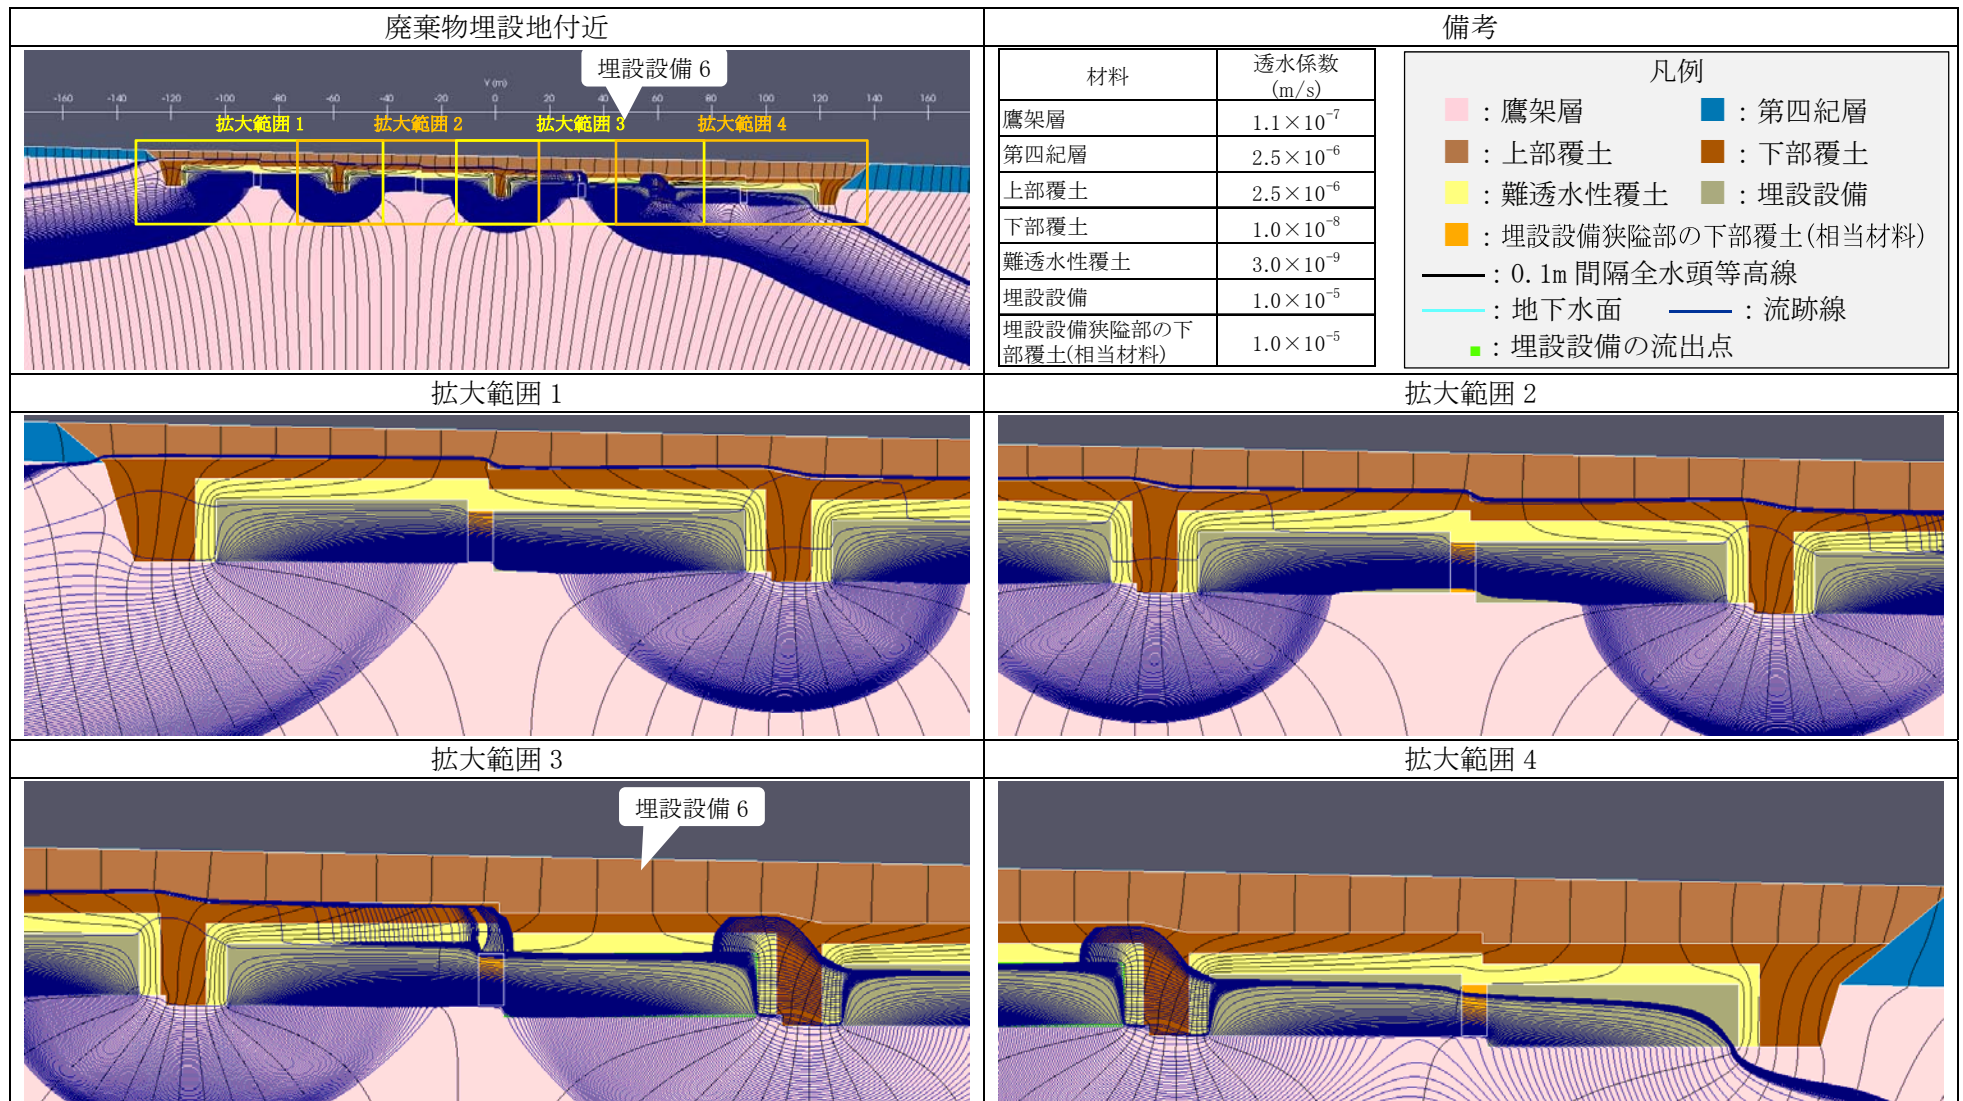 廃棄物埋設地付近
備考
埋設設備 6
Y (m)
-160 -140 -120 -100 -80 -60 -40 -20 0 20 40 60 80 100 120 140 160
拡大範囲 1 拡大範囲 2 拡大範囲 3 拡大範囲 4
材料 透水係数
(m/s)
鷹架層 1.1×10⁻⁷
第四紀層 2.5×10⁻⁶
上部覆土 2.5×10⁻⁶
下部覆土 1.0×10⁻⁸
難透水性覆土 3.0×10⁻⁹
埋設設備 1.0×10⁻⁵
埋設設備狭隘部の下
部覆土(相当材料) 1.0×10⁻⁵
凡例
：鷹架層 ：第四紀層
：上部覆土 ：下部覆土
：難透水性覆土 ：埋設設備
：埋設設備狭隘部の下部覆土(相当材料)
：0.1m 間隔全水頭等高線
：地下水面 ：流跡線
：埋設設備の流出点
拡大範囲 1
拡大範囲 2
拡大範囲 3
拡大範囲 4
埋設設備 6